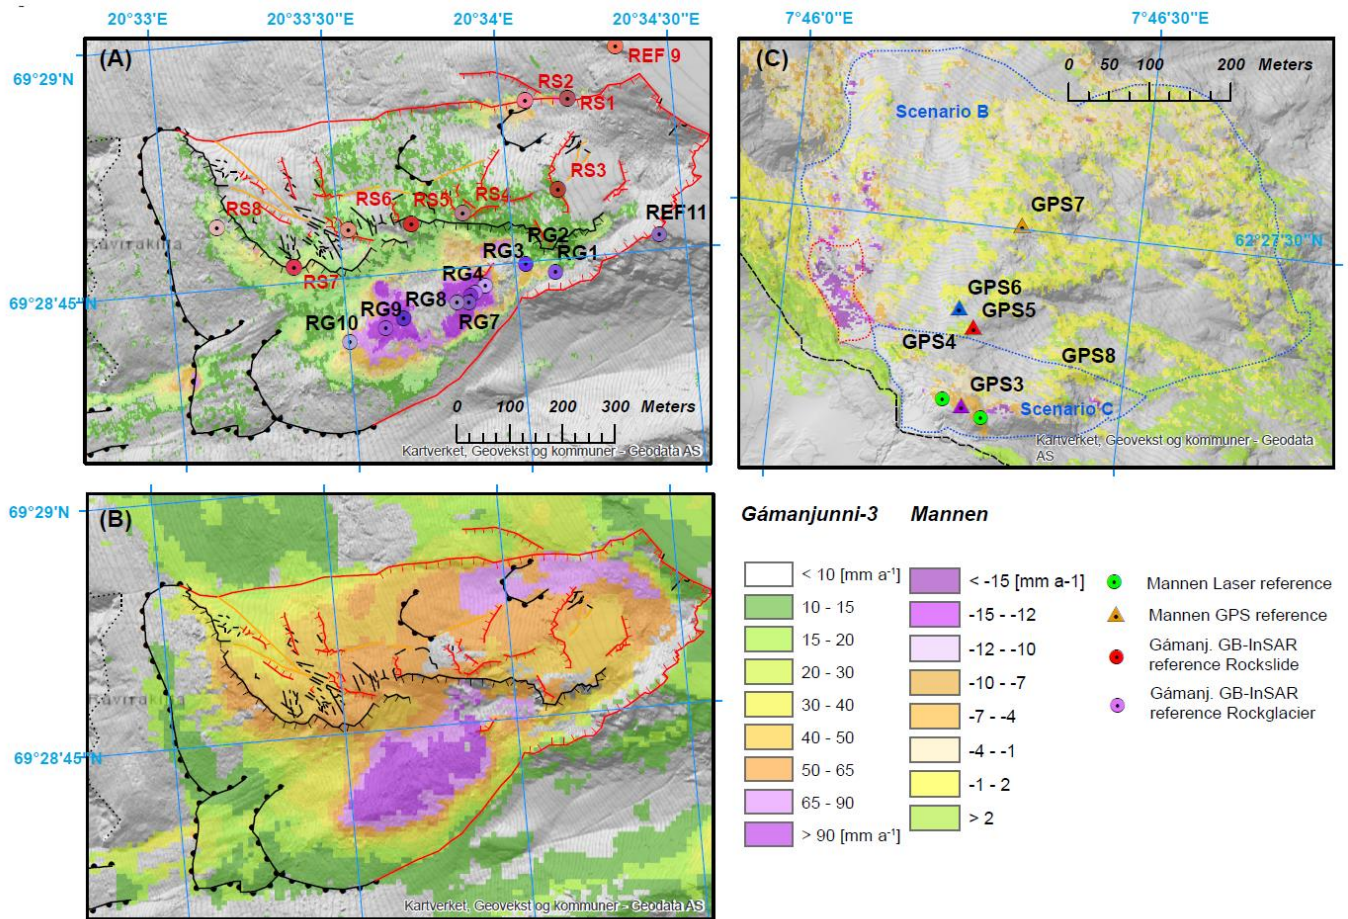 20°33'E
20°33'30"E
20°34'E
20°34'30"E
7°46'0"E
7°46'30"E
(A)
REF 9
69°29'N
RS2
RS1
RS3
RS4
RS5
RS6
RS8
REF11
RG2
RG3
RG1
RS7
RG4
69°28'45"N
RG9
RG8
RG10
RG7
0 100 200 300 Meters
Kartverket, Geovekst og kommuner - Geodata AS
(C)
0 50 100 200 Meters
Scenario B
GPS7
62°27'30"N
GPS6
GPS5
GPS4
GPS8
GPS3
Scenario C
Kartverket, Geovekst og kommuner - Geodata
AS
69°29'N
(B)
69°28'45"N
Kartverket, Geovekst og kommuner - Geodata AS
Gámanjunni-3
< 10 [mm a⁻¹]
10 - 15
15 - 20
20 - 30
30 - 40
40 - 50
50 - 65
65 - 90
> 90 [mm a⁻¹]
Mannen
< -15 [mm a-1]
-15 - -12
-12 - -10
-10 - -7
-7 - -4
-4 - -1
-1 - 2
> 2
Mannen Laser reference
Mannen GPS reference
Gámanj. GB-InSAR
reference Rockslide
Gámanj. GB-InSAR
reference Rockglacier